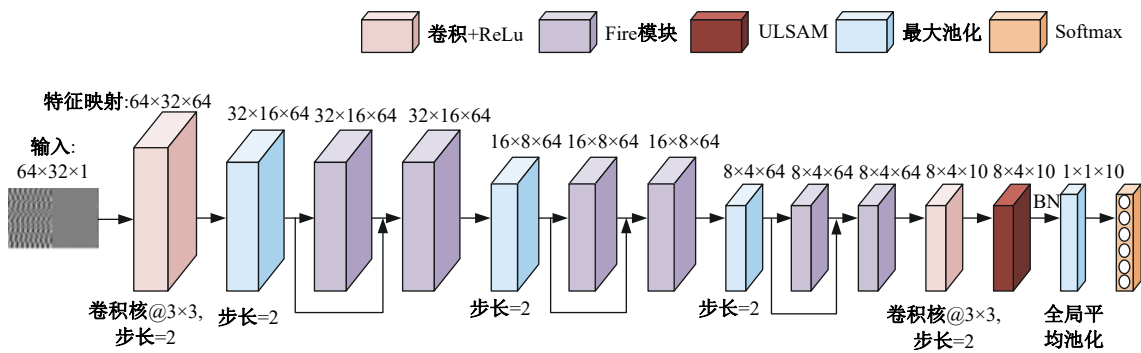 卷积+ReLu
Fire模块
ULSAM
最大池化
Softmax
特征映射:64×32×64
输入:
64×32×1
32×16×64
32×16×64
32×16×64
16×8×64
16×8×64
16×8×64
8×4×64
8×4×64
8×4×64
8×4×10
8×4×10
1×1×10
BN
卷积核@3×3,
步长=2
步长=2
步长=2
步长=2
卷积核@3×3,
步长=2
全局平
均池化